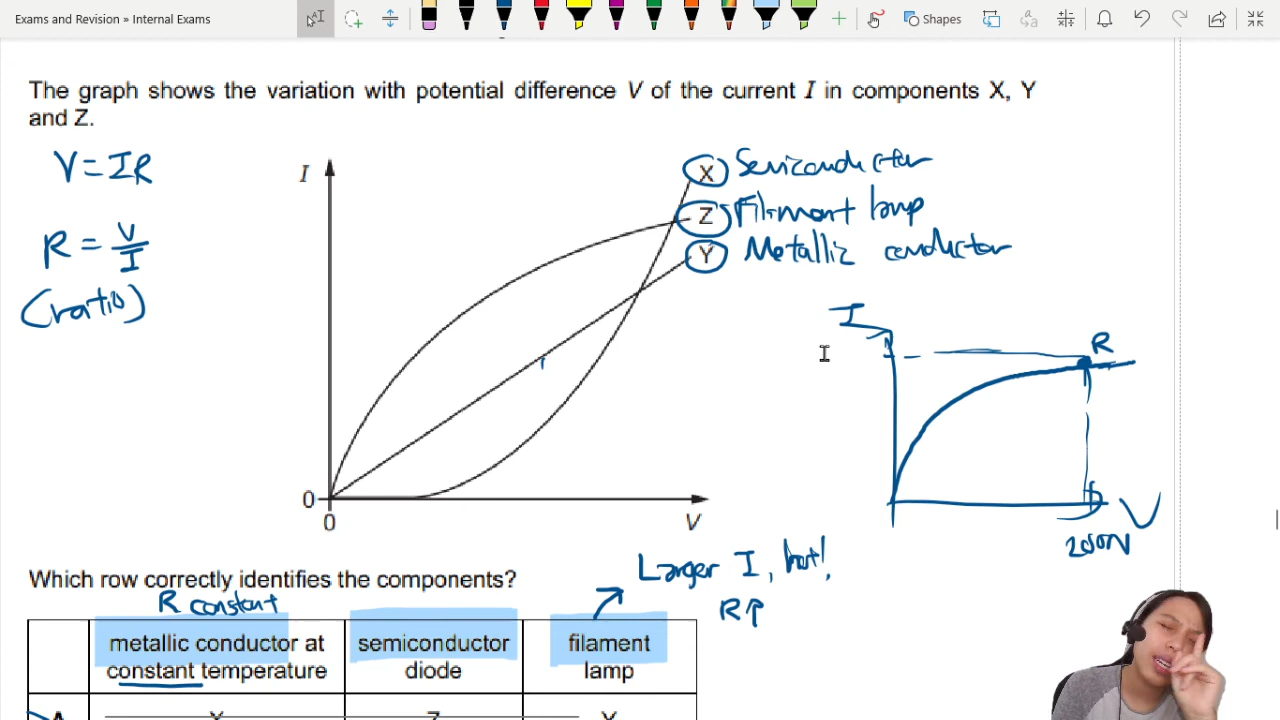 Exams and Revision » Internal Exams
Shapes
The graph shows the variation with potential difference V of the current I in components X, Y
and Z.
V = IR
R = V/I
(ratio)
I
X Semiconductor
Z Filament lamp
Y Metallic conductor
0
0
V
I
R
V
200V
Which row correctly identifies the components?
Larger I, hot!
R↑
R constant
metallic conductor at
constant temperature
semiconductor
diode
filament
lamp
A